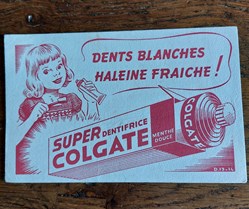 DENTS BLANCHES
HALEINE FRAICHE !
SUPER DENTIFRICE
COLGATE
MENTHE
DOUCE
COLGATE